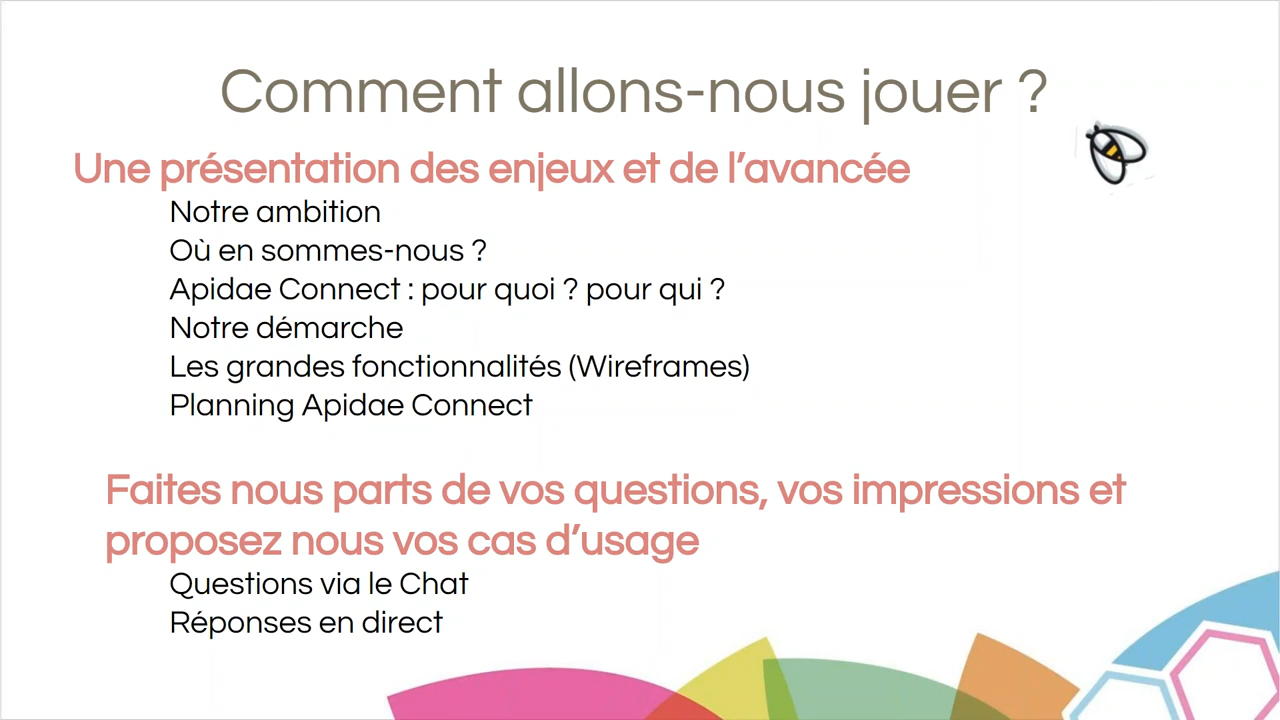 Comment allons-nous jouer ?
Une présentation des enjeux et de l’avancée
Notre ambition
Où en sommes-nous ?
Apidae Connect : pour quoi ? pour qui ?
Notre démarche
Les grandes fonctionnalités (Wireframes)
Planning Apidae Connect
Faites nous parts de vos questions, vos impressions et
proposez nous vos cas d’usage
Questions via le Chat
Réponses en direct